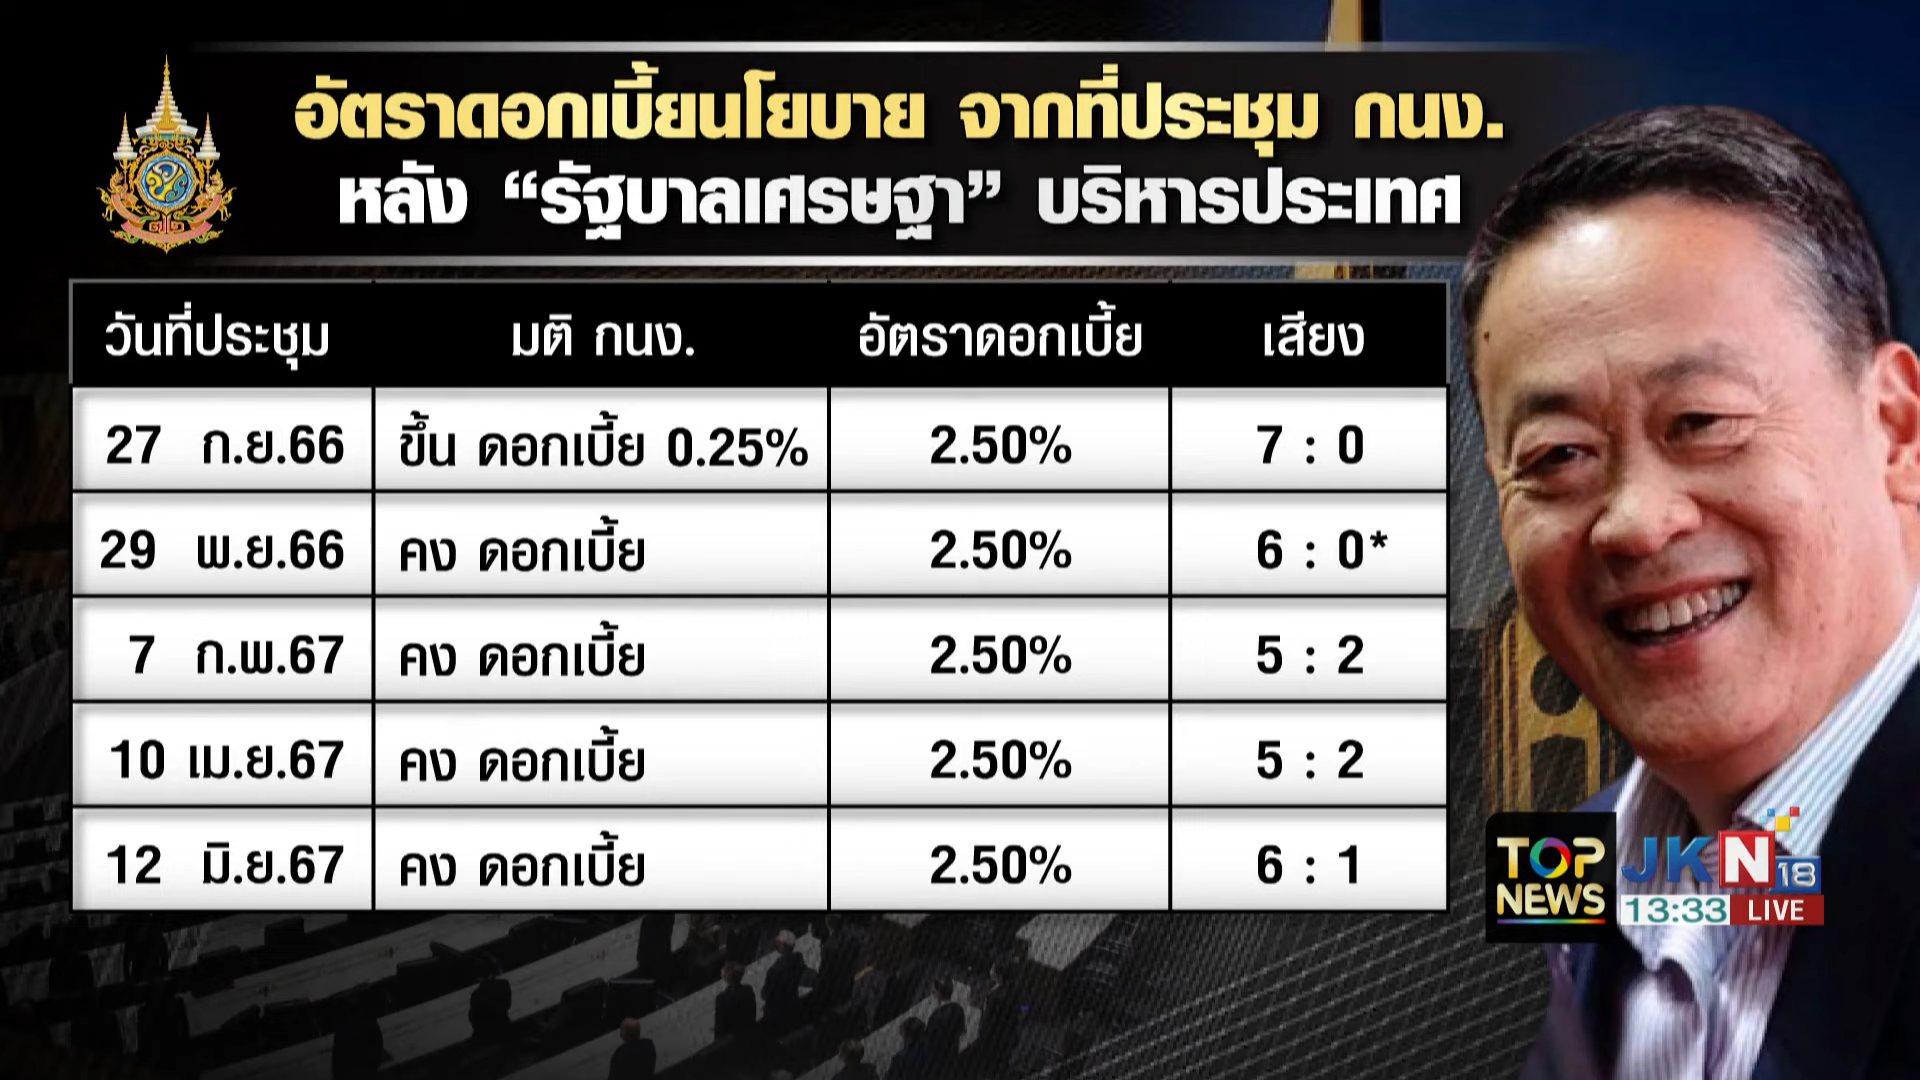 อัตราดอกเบี้ยนโยบาย จากที่ประชุม กนง.
หลัง “รัฐบาลเศรษฐา” บริหารประเทศ
วันที่ประชุม มติ กนง. อัตราดอกเบี้ย เสียง
27 ก.ย.66 ขึ้น ดอกเบี้ย 0.25% 2.50% 7 : 0
29 พ.ย.66 คง ดอกเบี้ย 2.50% 6 : 0*
7 ก.พ.67 คง ดอกเบี้ย 2.50% 5 : 2
10 เม.ย.67 คง ดอกเบี้ย 2.50% 5 : 2
12 มิ.ย.67 คง ดอกเบี้ย 2.50% 6 : 1
TOP NEWS
JKN 18
13:33 LIVE